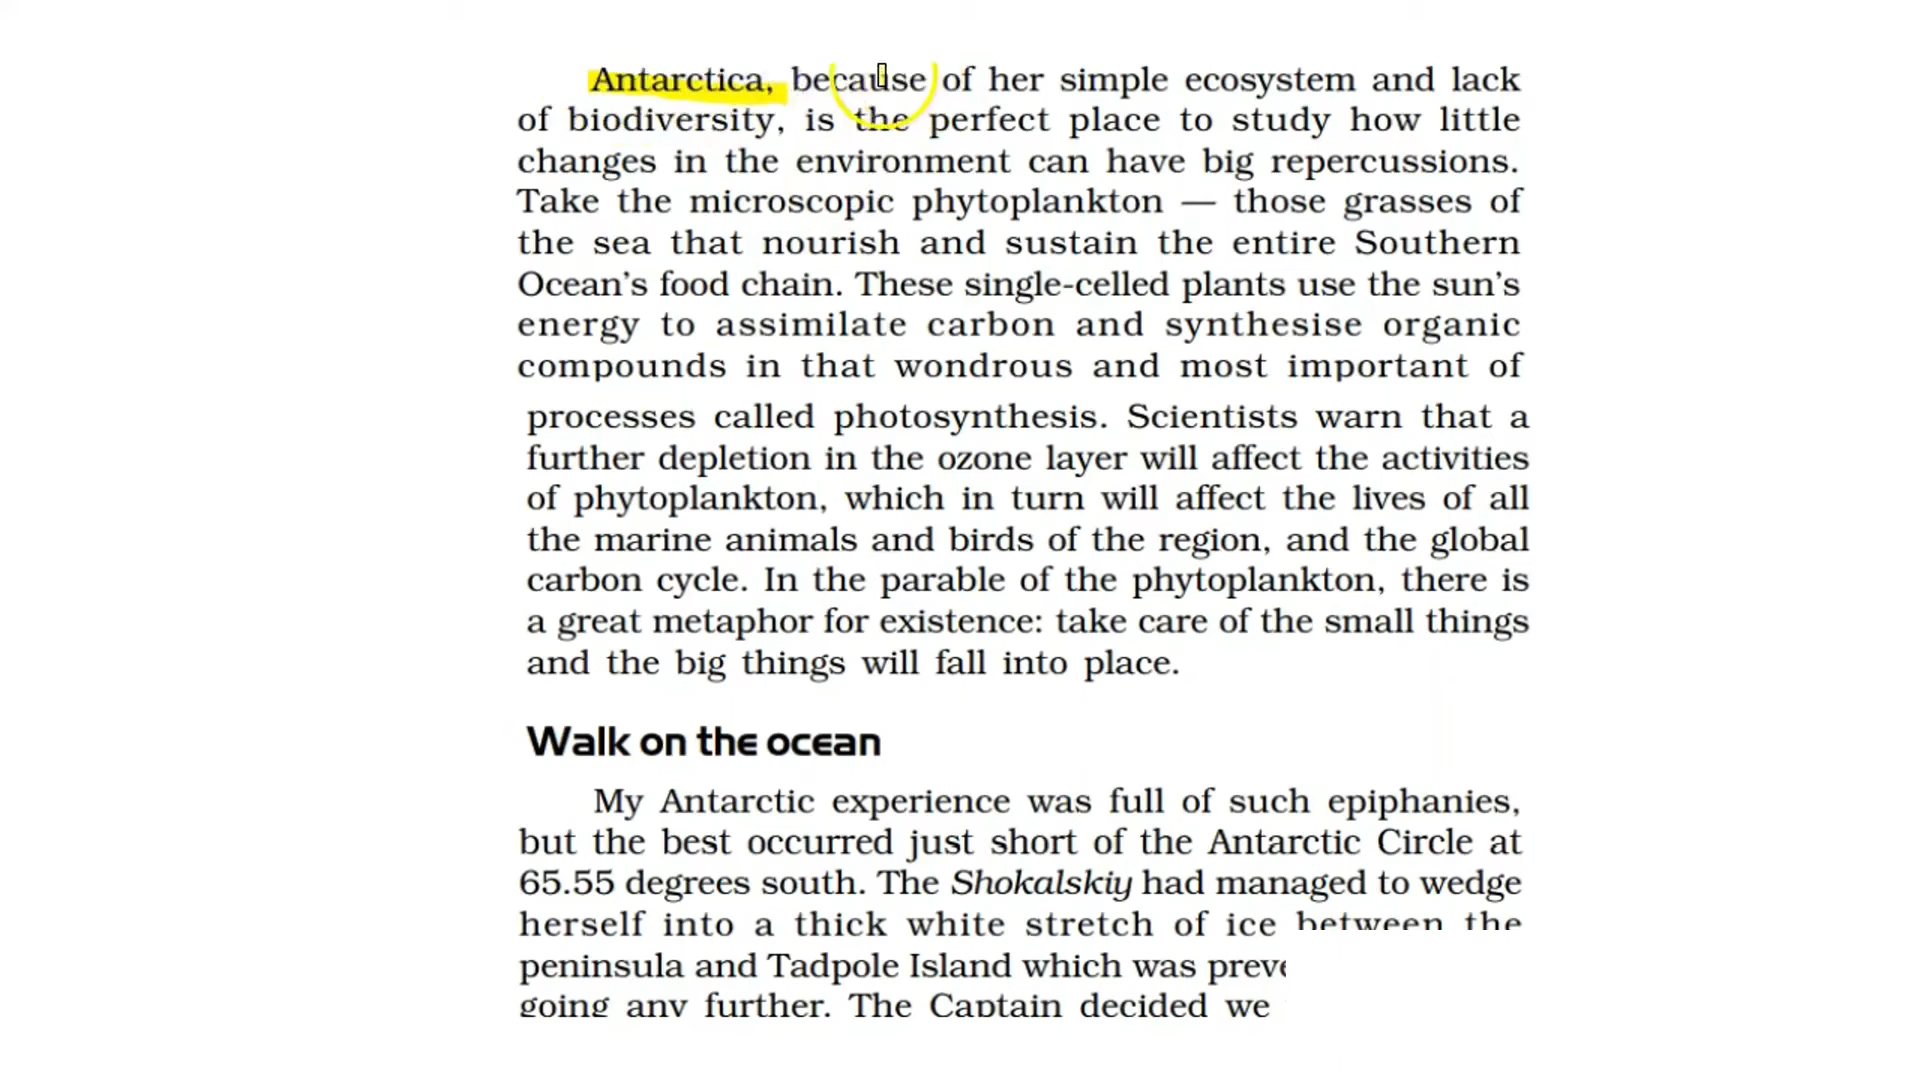 Antarctica, because of her simple ecosystem and lack
of biodiversity, is the perfect place to study how little
changes in the environment can have big repercussions.
Take the microscopic phytoplankton — those grasses of
the sea that nourish and sustain the entire Southern
Ocean's food chain. These single-celled plants use the sun's
energy to assimilate carbon and synthesise organic
compounds in that wondrous and most important of
processes called photosynthesis. Scientists warn that a
further depletion in the ozone layer will affect the activities
of phytoplankton, which in turn will affect the lives of all
the marine animals and birds of the region, and the global
carbon cycle. In the parable of the phytoplankton, there is
a great metaphor for existence: take care of the small things
and the big things will fall into place.
Walk on the ocean
My Antarctic experience was full of such epiphanies,
but the best occurred just short of the Antarctic Circle at
65.55 degrees south. The Shokalskiy had managed to wedge
herself into a thick white stretch of ice between the
peninsula and Tadpole Island which was
going any further. The Captain decided we